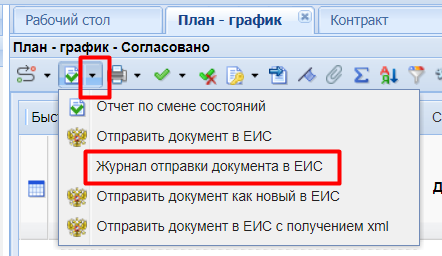 Рабочий стол
План - график
Контракт
План - график - Согласовано
Отчет по смене состояний
Отправить документ в ЕИС
Журнал отправки документа в ЕИС
Отправить документ как новый в ЕИС
Отправить документ в ЕИС с получением xml